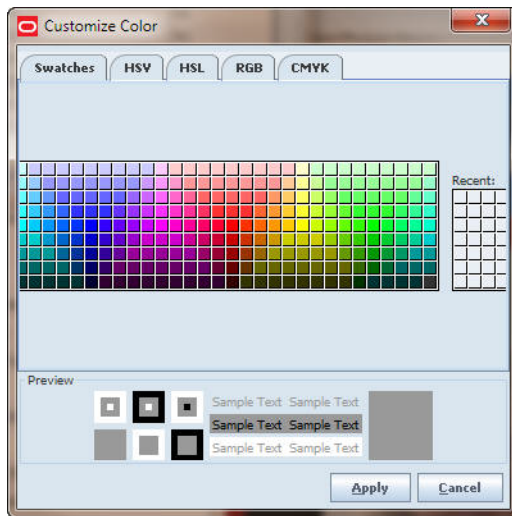 Customize Color
Swatches HSV HSL RGB CMYK
Recent:
Preview
Sample Text Sample Text
Sample Text Sample Text
Sample Text Sample Text
Apply Cancel